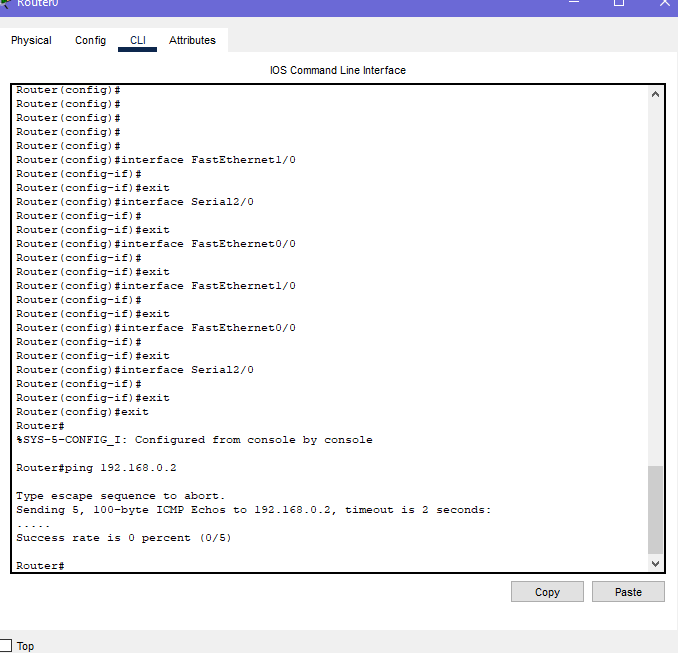 Router0
Physical Config CLI Attributes
IOS Command Line Interface
Router(config)#
Router(config)#
Router(config)#
Router(config)#
Router(config)#
Router(config)#interface FastEthernet1/0
Router(config-if)#
Router(config-if)#exit
Router(config)#interface Serial2/0
Router(config-if)#
Router(config-if)#exit
Router(config)#interface FastEthernet0/0
Router(config-if)#
Router(config-if)#exit
Router(config)#interface FastEthernet1/0
Router(config-if)#
Router(config-if)#exit
Router(config)#interface FastEthernet0/0
Router(config-if)#
Router(config-if)#exit
Router(config)#interface Serial2/0
Router(config-if)#
Router(config-if)#exit
Router(config)#exit
Router#
%SYS-5-CONFIG_I: Configured from console by console
Router#ping 192.168.0.2
Type escape sequence to abort.
Sending 5, 100-byte ICMP Echos to 192.168.0.2, timeout is 2 seconds:
.....
Success rate is 0 percent (0/5)
Router#
Copy Paste
Top